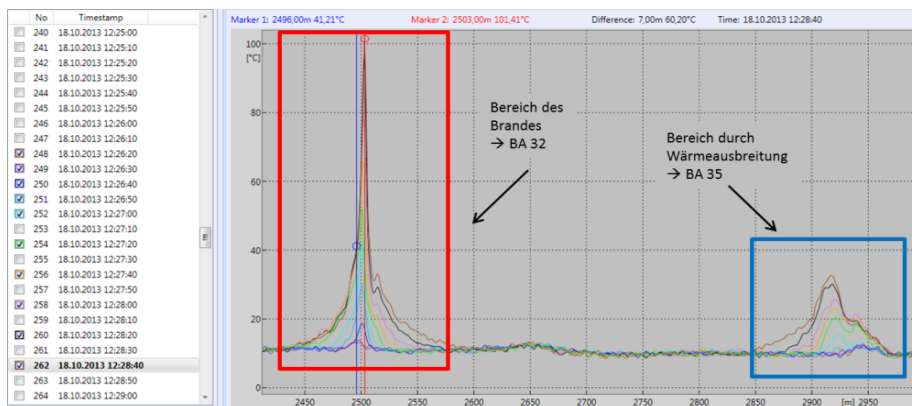 No Timestamp
240 18.10.2013 12:25:00
241 18.10.2013 12:25:10
242 18.10.2013 12:25:20
243 18.10.2013 12:25:30
244 18.10.2013 12:25:40
245 18.10.2013 12:25:50
246 18.10.2013 12:26:00
247 18.10.2013 12:26:10
248 18.10.2013 12:26:20
249 18.10.2013 12:26:30
250 18.10.2013 12:26:40
251 18.10.2013 12:26:50
252 18.10.2013 12:27:00
253 18.10.2013 12:27:10
254 18.10.2013 12:27:20
255 18.10.2013 12:27:30
256 18.10.2013 12:27:40
257 18.10.2013 12:27:50
258 18.10.2013 12:28:00
259 18.10.2013 12:28:10
260 18.10.2013 12:28:20
261 18.10.2013 12:28:30
262 18.10.2013 12:28:40
263 18.10.2013 12:28:50
264 18.10.2013 12:29:00
Marker 1: 2496,00m 41,21°C Marker 2: 2503,00m 101,41°C Difference: 7,00m 60,20°C Time: 18.10.2013 12:28:40
100
[°C]
80
60
40
20
0
Bereich des
Brandes
→ BA 32
Bereich durch
Wärmeausbreitung
→ BA 35
2450 2500 2550 2600 2650 2700 2750 2800 2850 2900 [m] 2950